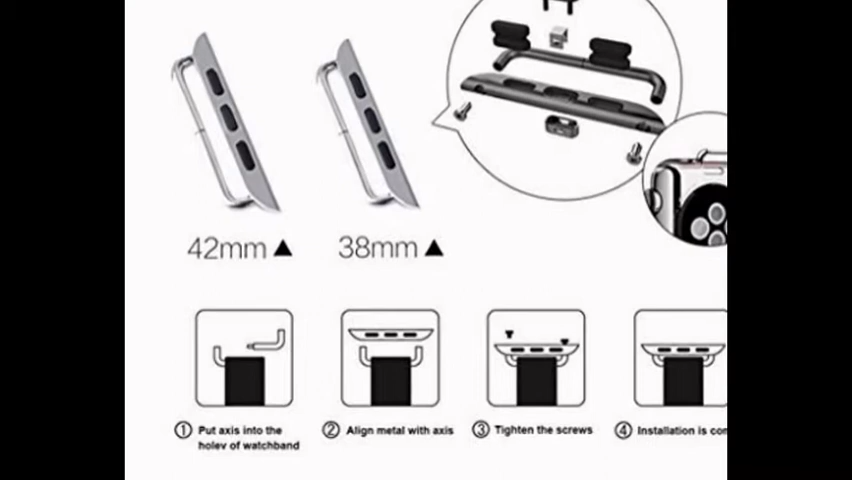 42mm ▲ 38mm ▲
① Put axis into the
holev of watchband
② Align metal with axis
③ Tighten the screws
④ Installation is